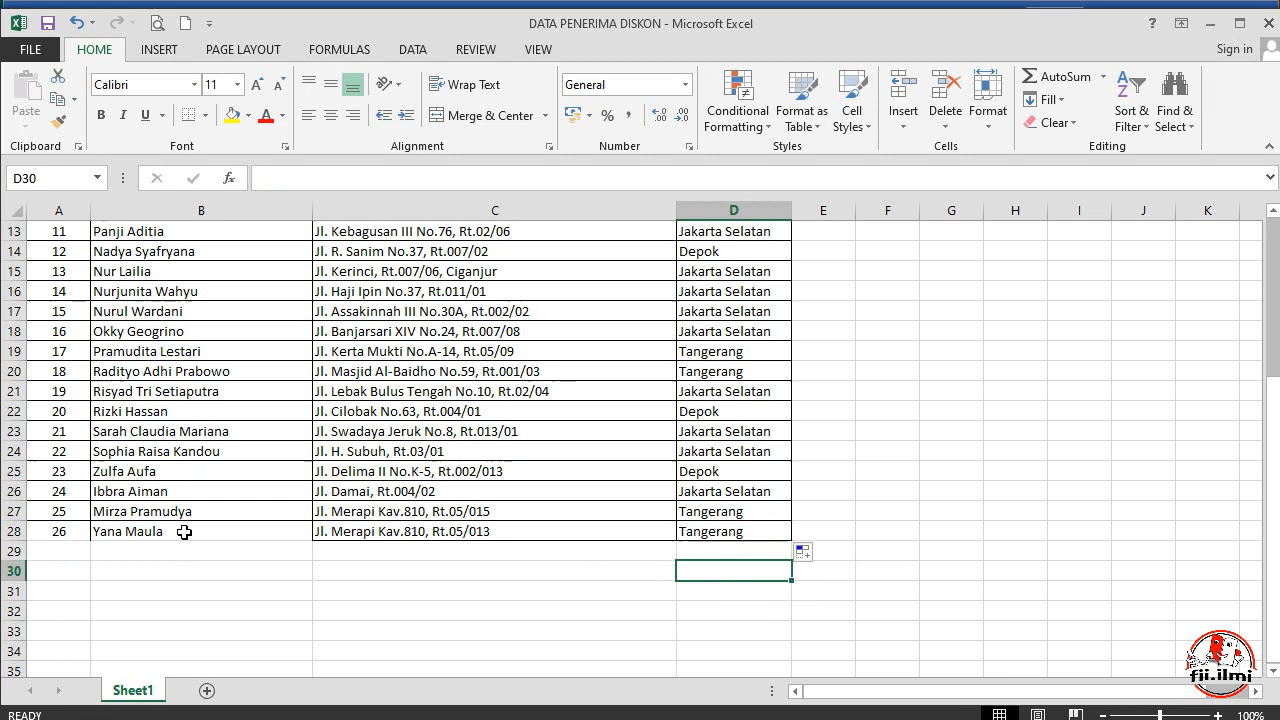 DATA PENERIMA DISKON - Microsoft Excel
FILE HOME INSERT PAGE LAYOUT FORMULAS DATA REVIEW VIEW Sign in
Paste Calibri 11 Wrap Text General Conditional Formatting Format as Table Cell Styles Insert Delete Format AutoSum Sort & Filter Find & Select
B I U A Merge & Center % Fill
Clear
Clipboard Font Alignment Number Styles Cells Editing
D30 fx
A B C D E F G H I J K
13 11 Panji Aditia Jl. Kebagusan III No.76, Rt.02/06 Jakarta Selatan
14 12 Nadya Syafryana Jl. R. Sanim No.37, Rt.007/02 Depok
15 13 Nur Lailia Jl. Kerinci, Rt.007/06, Ciganjur Jakarta Selatan
16 14 Nurjunita Wahyu Jl. Haji Ipin No.37, Rt.011/01 Jakarta Selatan
17 15 Nurul Wardani Jl. Assakinnah III No.30A, Rt.002/02 Jakarta Selatan
18 16 Okky Geogrino Jl. Banjarsari XIV No.24, Rt.007/08 Jakarta Selatan
19 17 Pramudita Lestari Jl. Kerta Mukti No.A-14, Rt.05/09 Tangerang
20 18 Radityo Adhi Prabowo Jl. Masjid Al-Baidho No.59, Rt.001/03 Tangerang
21 19 Risyad Tri Setiaputra Jl. Lebak Bulus Tengah No.10, Rt.02/04 Jakarta Selatan
22 20 Rizki Hassan Jl. Cilobak No.63, Rt.004/01 Depok
23 21 Sarah Claudia Mariana Jl. Swadaya Jeruk No.8, Rt.013/01 Jakarta Selatan
24 22 Sophia Raisa Kandou Jl. H. Subuh, Rt.03/01 Jakarta Selatan
25 23 Zulfa Aufa Jl. Delima II No.K-5, Rt.002/013 Depok
26 24 Ibbra Aiman Jl. Damai, Rt.004/02 Jakarta Selatan
27 25 Mirza Pramudya Jl. Merapi Kav.810, Rt.05/015 Tangerang
28 26 Yana Maula Jl. Merapi Kav.810, Rt.05/013 Tangerang
29
30
31
32
33
34
35
fii.ilmi
Sheet1
READY 100%